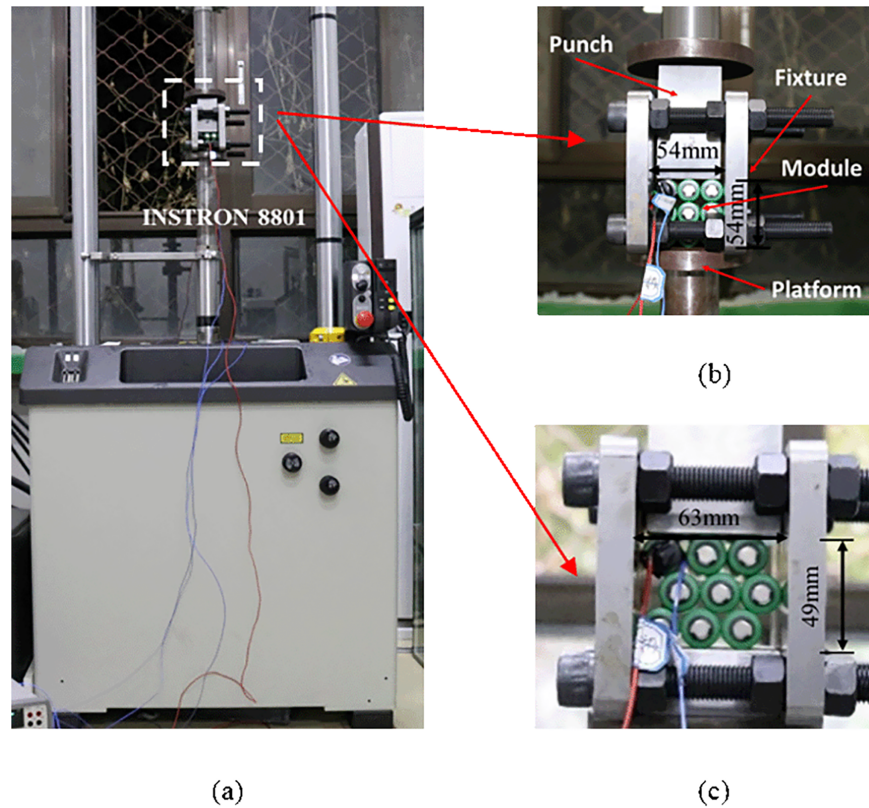 INSTRON 8801
(a)
Punch
Fixture
54mm
Module
54mm
Platform
(b)
63mm
49mm
(c)